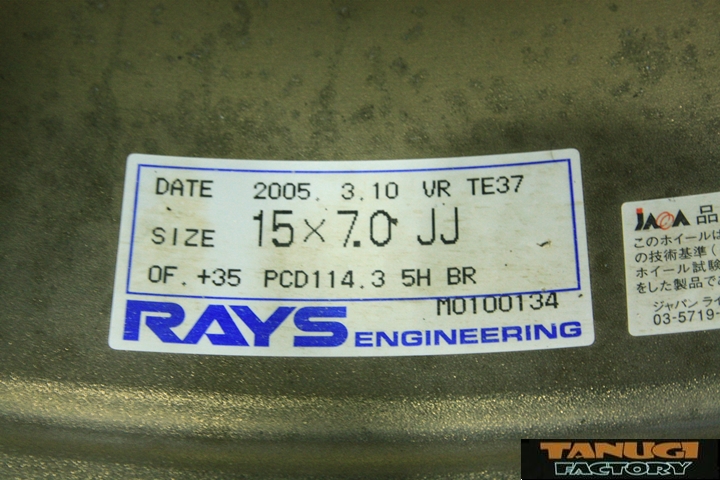 DATE 2005. 3.10 VR TE37
SIZE 15×7.0 JJ
OF. +35 PCD114.3 5H BR
M0100134
RAYS ENGINEERING
JAWA 品
このホイールは
の技術基準(
ホイール試験
をした製品であ
ジャパン ライ
03-5719-
TANUGI
FACTORY